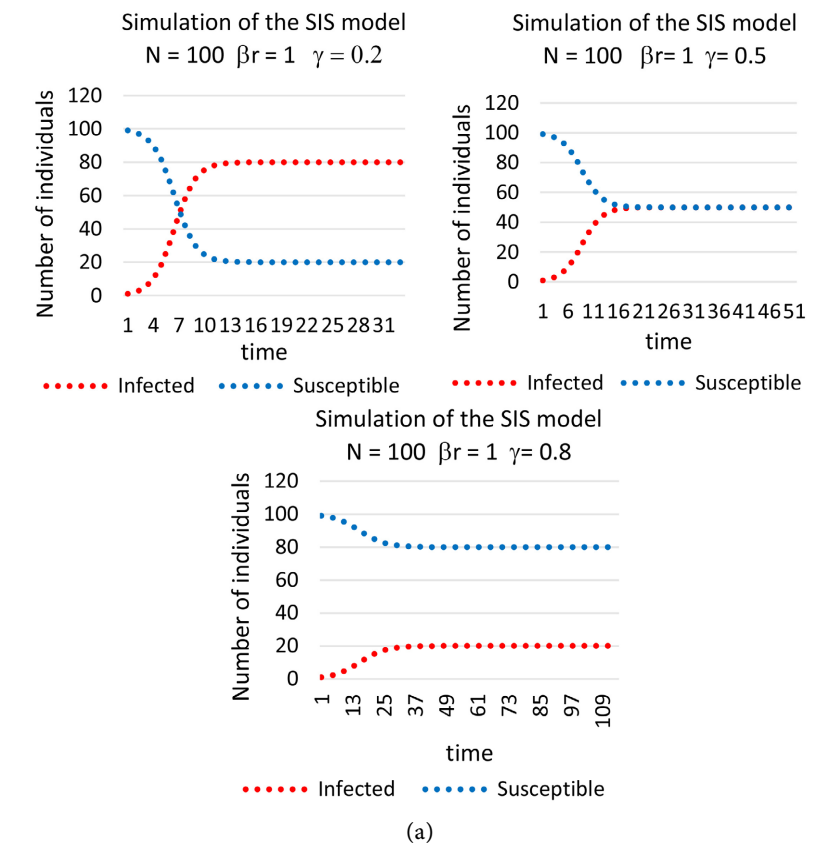 Simulation of the SIS model
N = 100 βr = 1 γ = 0.2
Number of individuals
120
100
80
60
40
20
0
1 4 7 10 13 16 19 22 25 28 31
time
Infected Susceptible
Simulation of the SIS model
N = 100 βr= 1 γ= 0.5
Number of individuals
120
100
80
60
40
20
0
1 6 11 16 21 26 31 36 41 46 51
time
Infected Susceptible
Simulation of the SIS model
N = 100 βr = 1 γ= 0.8
Number of individuals
120
100
80
60
40
20
0
1 13 25 37 49 61 73 85 97 109
time
Infected Susceptible
(a)